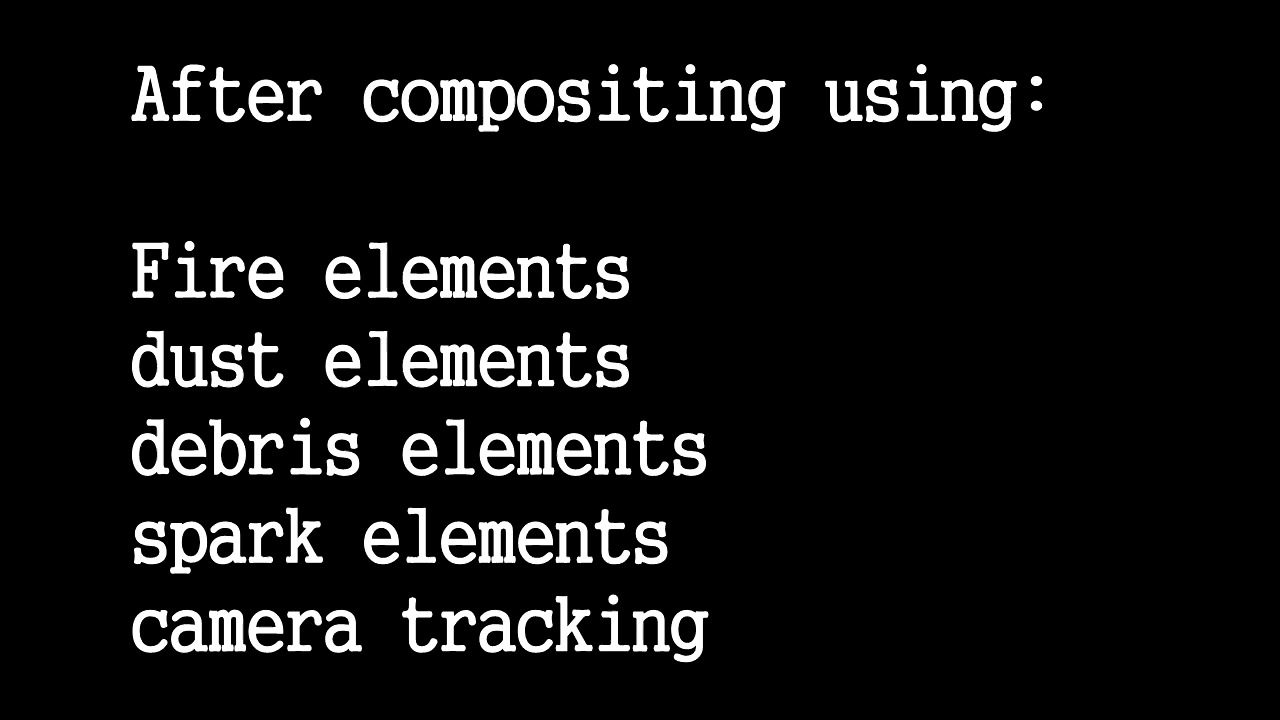 After compositing using:
Fire elements
dust elements
debris elements
spark elements
camera tracking